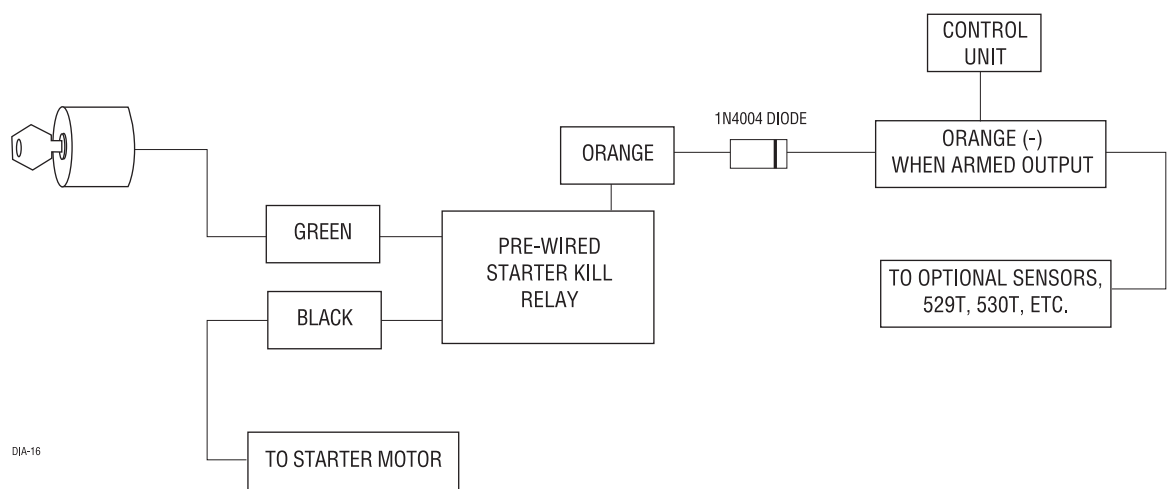 CONTROL
UNIT
1N4004 DIODE
ORANGE
ORANGE (-)
WHEN ARMED OUTPUT
GREEN
PRE-WIRED
STARTER KILL
RELAY
TO OPTIONAL SENSORS,
529T, 530T, ETC.
BLACK
DIA-16
TO STARTER MOTOR